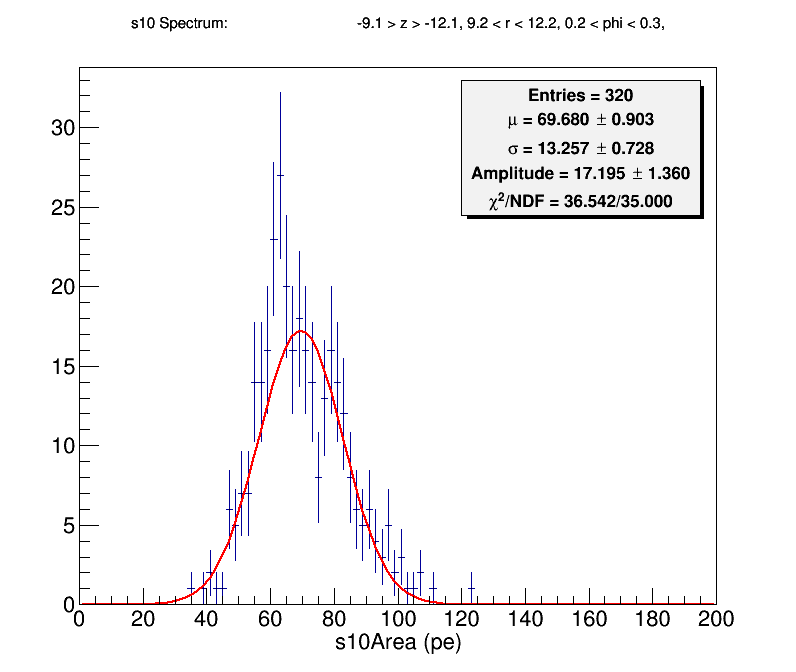 s10 Spectrum: -9.1 > z > -12.1, 9.2 < r < 12.2, 0.2 < phi < 0.3,
Entries = 320
μ = 69.680 ± 0.903
σ = 13.257 ± 0.728
Amplitude = 17.195 ± 1.360
χ²/NDF = 36.542/35.000
30
25
20
15
10
5
0
0 20 40 60 80 100 120 140 160 180 200
s10Area (pe)